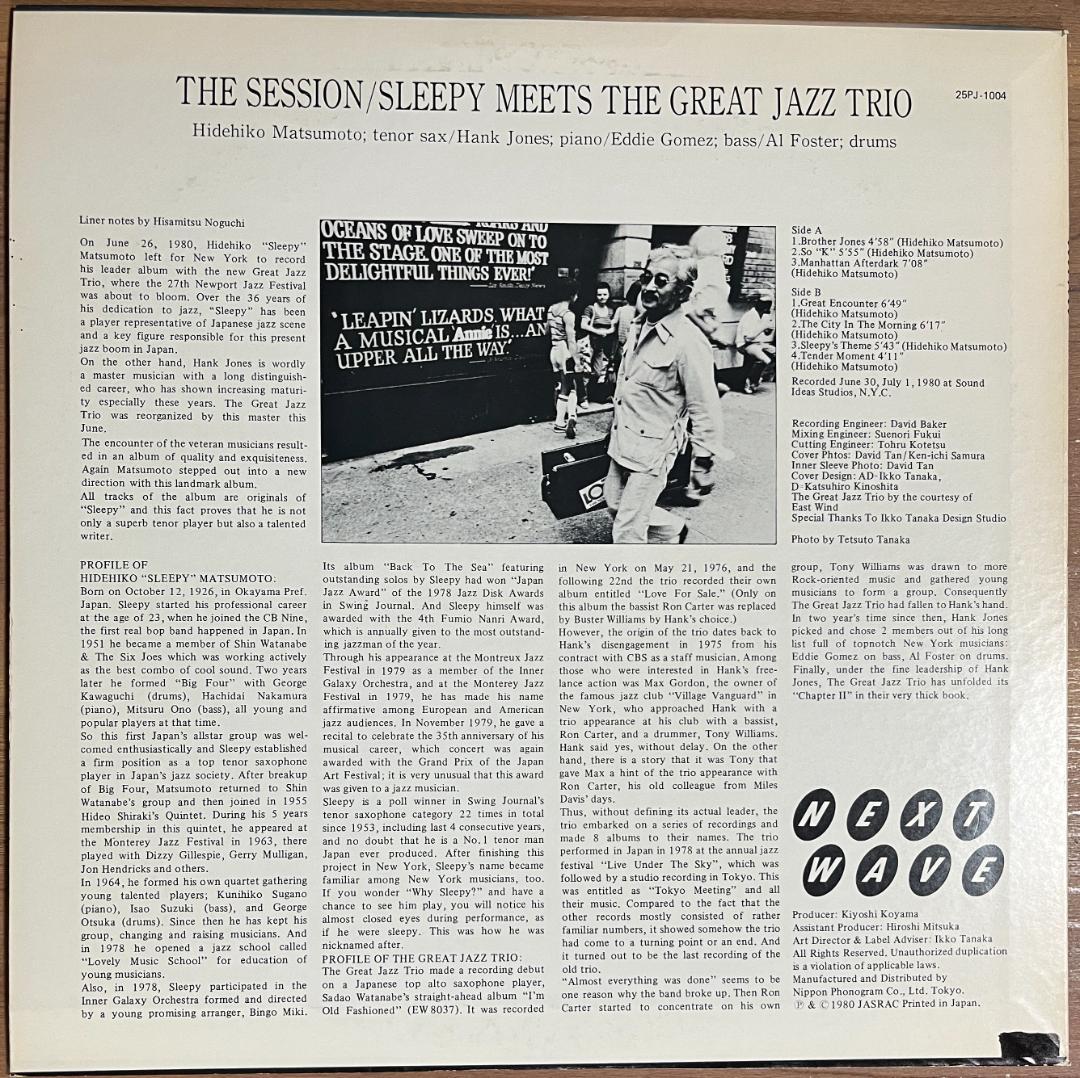 THE SESSION/SLEEPY MEETS THE GREAT JAZZ TRIO
25PJ-1004
Hidehiko Matsumoto; tenor sax/Hank Jones; piano/Eddie Gomez; bass/Al Foster; drums
Liner notes by Hisamitsu Noguchi
On June 26, 1980, Hidehiko "Sleepy"
Matsumoto left for New York to record
his leader album with the new Great Jazz
Trio, where the 27th Newport Jazz Festival
was about to bloom. Over the 36 years of
his dedication to jazz, "Sleepy" has been
a player representative of Japanese jazz scene
and a key figure responsible for this present
jazz boom in Japan.
On the other hand, Hank Jones is wordly
a master musician with a long distinguish-
ed career, who has shown increasing maturi-
ty especially these years. The Great Jazz
Trio was reorganized by this master this
June.
The encounter of the veteran musicians result-
ed in an album of quality and exquisiteness.
Again Matsumoto stepped out into a new
direction with this landmark album.
All tracks of the album are originals of
"Sleepy" and this fact proves that he is not
only a superb tenor player but also a talented
writer.
OCEANS OF LOVE SWEEP ON TO
THE STAGE. ONE OF THE MOST
DELIGHTFUL THINGS EVER!"
"LEAPIN' LIZARDS. WHAT
A MUSICAL Annie IS...AN
UPPER ALL THE WAY."
Side A
1.Brother Jones 4'58" (Hidehiko Matsumoto)
2.So "K" 5'55" (Hidehiko Matsumoto)
3.Manhattan Afterdark 7'08"
(Hidehiko Matsumoto)
Side B
1.Great Encounter 6'49"
(Hidehiko Matsumoto)
2.The City In The Morning 6'17"
(Hidehiko Matsumoto)
3.Sleepy's Theme 5'43" (Hidehiko Matsumoto)
4.Tender Moment 4'11"
(Hidehiko Matsumoto)
Recorded June 30, July 1, 1980 at Sound
Ideas Studios, N.Y.C.
Recording Engineer: David Baker
Mixing Engineer: Suenori Fukui
Cutting Engineer: Tohru Kotetsu
Cover Phtos: David Tan/Ken-ichi Samura
Inner Sleeve Photo: David Tan
Cover Design: AD-Ikko Tanaka,
D-Katsuhiro Kinoshita
The Great Jazz Trio by the courtesy of
East Wind
Special Thanks To Ikko Tanaka Design Studio
Photo by Tetsuto Tanaka
PROFILE OF
HIDEHIKO "SLEEPY" MATSUMOTO:
Born on October 12, 1926, in Okayama Pref.
Japan. Sleepy started his professional career
at the age of 23, when he joined the CB Nine,
the first real bop band happened in Japan. In
1951 he became a member of Shin Watanabe
& The Six Joes which was working actively
as the best combo of cool sound. Two years
later he formed "Big Four" with George
Kawaguchi (drums), Hachidai Nakamura
(piano), Mitsuru Ono (bass), all young and
popular players at that time.
So this first Japan's allstar group was wel-
comed enthusiastically and Sleepy established
a firm position as a top tenor saxophone
player in Japan's jazz society. After breakup
of Big Four, Matsumoto returned to Shin
Watanabe's group and then joined in 1955
Hideo Shiraki's Quintet. During his 5 years
membership in this quintet, he appeared at
the Monterey Jazz Festival in 1963, there
played with Dizzy Gillespie, Gerry Mulligan,
Jon Hendricks and others.
In 1964, he formed his own quartet gathering
young talented players; Kunihiko Sugano
(piano), Isao Suzuki (bass), and George
Otsuka (drums). Since then he has kept his
group, changing and raising musicians. And
in 1978 he opened a jazz school called
"Lovely Music School" for education of
young musicians.
Also, in 1978, Sleepy participated in the
Inner Galaxy Orchestra formed and directed
by a young promising arranger, Bingo Miki.
Its album "Back To The Sea" featuring
outstanding solos by Sleepy had won "Japan
Jazz Award" of the 1978 Jazz Disk Awards
in Swing Journal. And Sleepy himself was
awarded with the 4th Fumio Nanri Award,
which is annually given to the most outstand-
ing jazzman of the year.
Through his appearance at the Montreux Jazz
Festival in 1979 as a member of the Inner
Galaxy Orchestra, and at the Monterey Jazz
Festival in 1979, he has made his name
affirmative among European and American
jazz audiences. In November 1979, he gave a
recital to celebrate the 35th anniversary of his
musical career, which concert was again
awarded with the Grand Prix of the Japan
Art Festival; it is very unusual that this award
was given to a jazz musician.
Sleepy is a poll winner in Swing Journal's
tenor saxophone category 22 times in total
since 1953, including last 4 consecutive years,
and no doubt that he is a No.1 tenor man
Japan ever produced. After finishing this
project in New York, Sleepy's name became
familiar among New York musicians, too.
If you wonder "Why Sleepy?" and have a
chance to see him play, you will notice his
almost closed eyes during performance, as
if he were sleepy. This was how he was
nicknamed after.
PROFILE OF THE GREAT JAZZ TRIO:
The Great Jazz Trio made a recording debut
on a Japanese top alto saxophone player,
Sadao Watanabe's straight-ahead album "I'm
Old Fashioned" (EW8037). It was recorded
in New York on May 21, 1976, and the
following 22nd the trio recorded their own
album entitled "Love For Sale." (Only on
this album the bassist Ron Carter was replaced
by Buster Williams by Hank's choice.)
However, the origin of the trio dates back to
Hank's disengagement in 1975 from his
contract with CBS as a staff musician. Among
those who were interested in Hank's free-
lance action was Max Gordon, the owner of
the famous jazz club "Village Vanguard" in
New York, who approached Hank with a
trio appearance at his club with a bassist,
Ron Carter, and a drummer, Tony Williams.
Hank said yes, without delay. On the other
hand, there is a story that it was Tony that
gave Max a hint of the trio appearance with
Ron Carter, his old colleague from Miles
Davis' days.
Thus, without defining its actual leader, the
trio embarked on a series of recordings and
made 8 albums to their names. The trio
performed in Japan in 1978 at the annual jazz
festival "Live Under The Sky", which was
followed by a studio recording in Tokyo. This
was entitled as "Tokyo Meeting" and all
their music. Compared to the fact that the
other records mostly consisted of rather
familiar numbers, it showed somehow the trio
had come to a turning point or an end. And
it turned out to be the last recording of the
old trio.
"Almost everything was done" seems to be
one reason why the band broke up. Then Ron
Carter started to concentrate on his own
group, Tony Williams was drawn to more
Rock-oriented music and gathered young
musicians to form a group. Consequently
The Great Jazz Trio had fallen to Hank's hand.
In two year's time since then, Hank Jones
picked and chose 2 members out of his long
list full of topnotch New York musicians:
Eddie Gomez on bass, Al Foster on drums.
Finally, under the fine leadership of Hank
Jones, The Great Jazz Trio has unfolded its
"Chapter II" in their very thick book.
NEXT
WAVE
Producer: Kiyoshi Koyama
Assistant Producer: Hiroshi Mitsuka
Art Director & Label Adviser: Ikko Tanaka
All Rights Reserved, Unauthorized duplication
is a violation of applicable laws.
Manufactured and Distributed by
Nippon Phonogram Co., Ltd. Tokyo.
℗ & © 1980 JASRAC Printed in Japan.